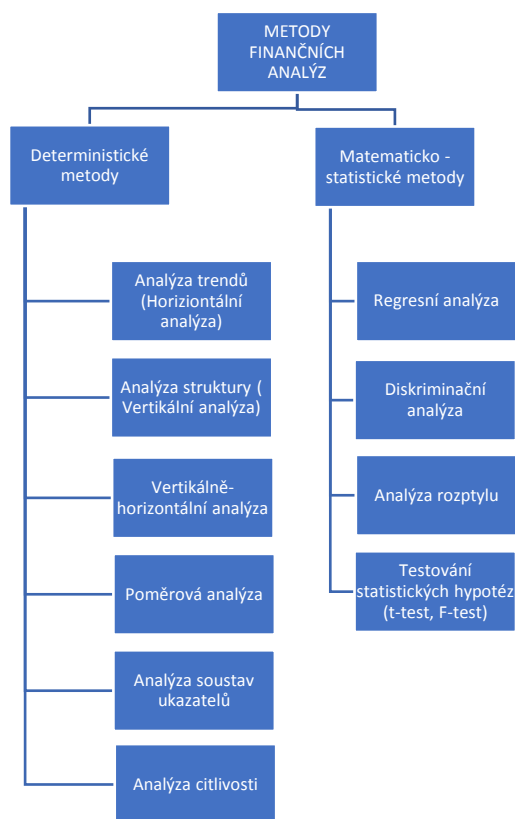 METODY
FINANČNÍCH
ANALÝZ
Deterministické
metody
Analýza trendů
(Horiziontální
analýza)
Analýza struktury (
Vertikální analýza)
Vertikálně-
horizontální analýza
Poměrová analýza
Analýza soustav
ukazatelů
Analýza citlivosti
Matematicko -
statistické metody
Regresní analýza
Diskriminační
analýza
Analýza rozptylu
Testování
statistických hypotéz
(t-test, F-test)